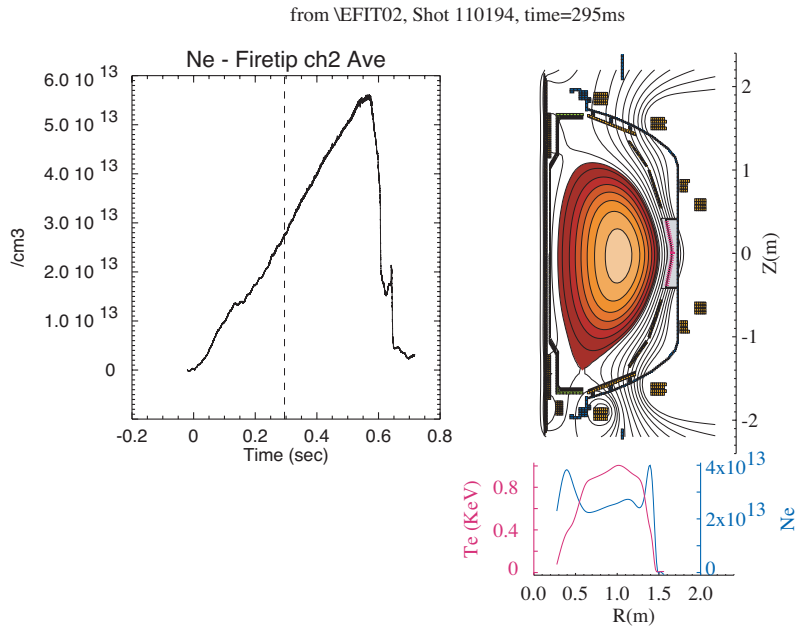 from \EFIT02, Shot 110194, time=295ms
Ne - Firetip ch2 Ave
6.0 10 13
5.0 10 13
4.0 10 13
3.0 10 13
2.0 10 13
1.0 10 13
0
/cm3
-0.2 0 0.2 0.4 0.6 0.8
Time (sec)
2
1
0
-1
-2
Z(m)
0.8
0.4
0
Te (KeV)
4x10^13
2x10^13
0
Ne
0.0 0.5 1.0 1.5 2.0
R(m)